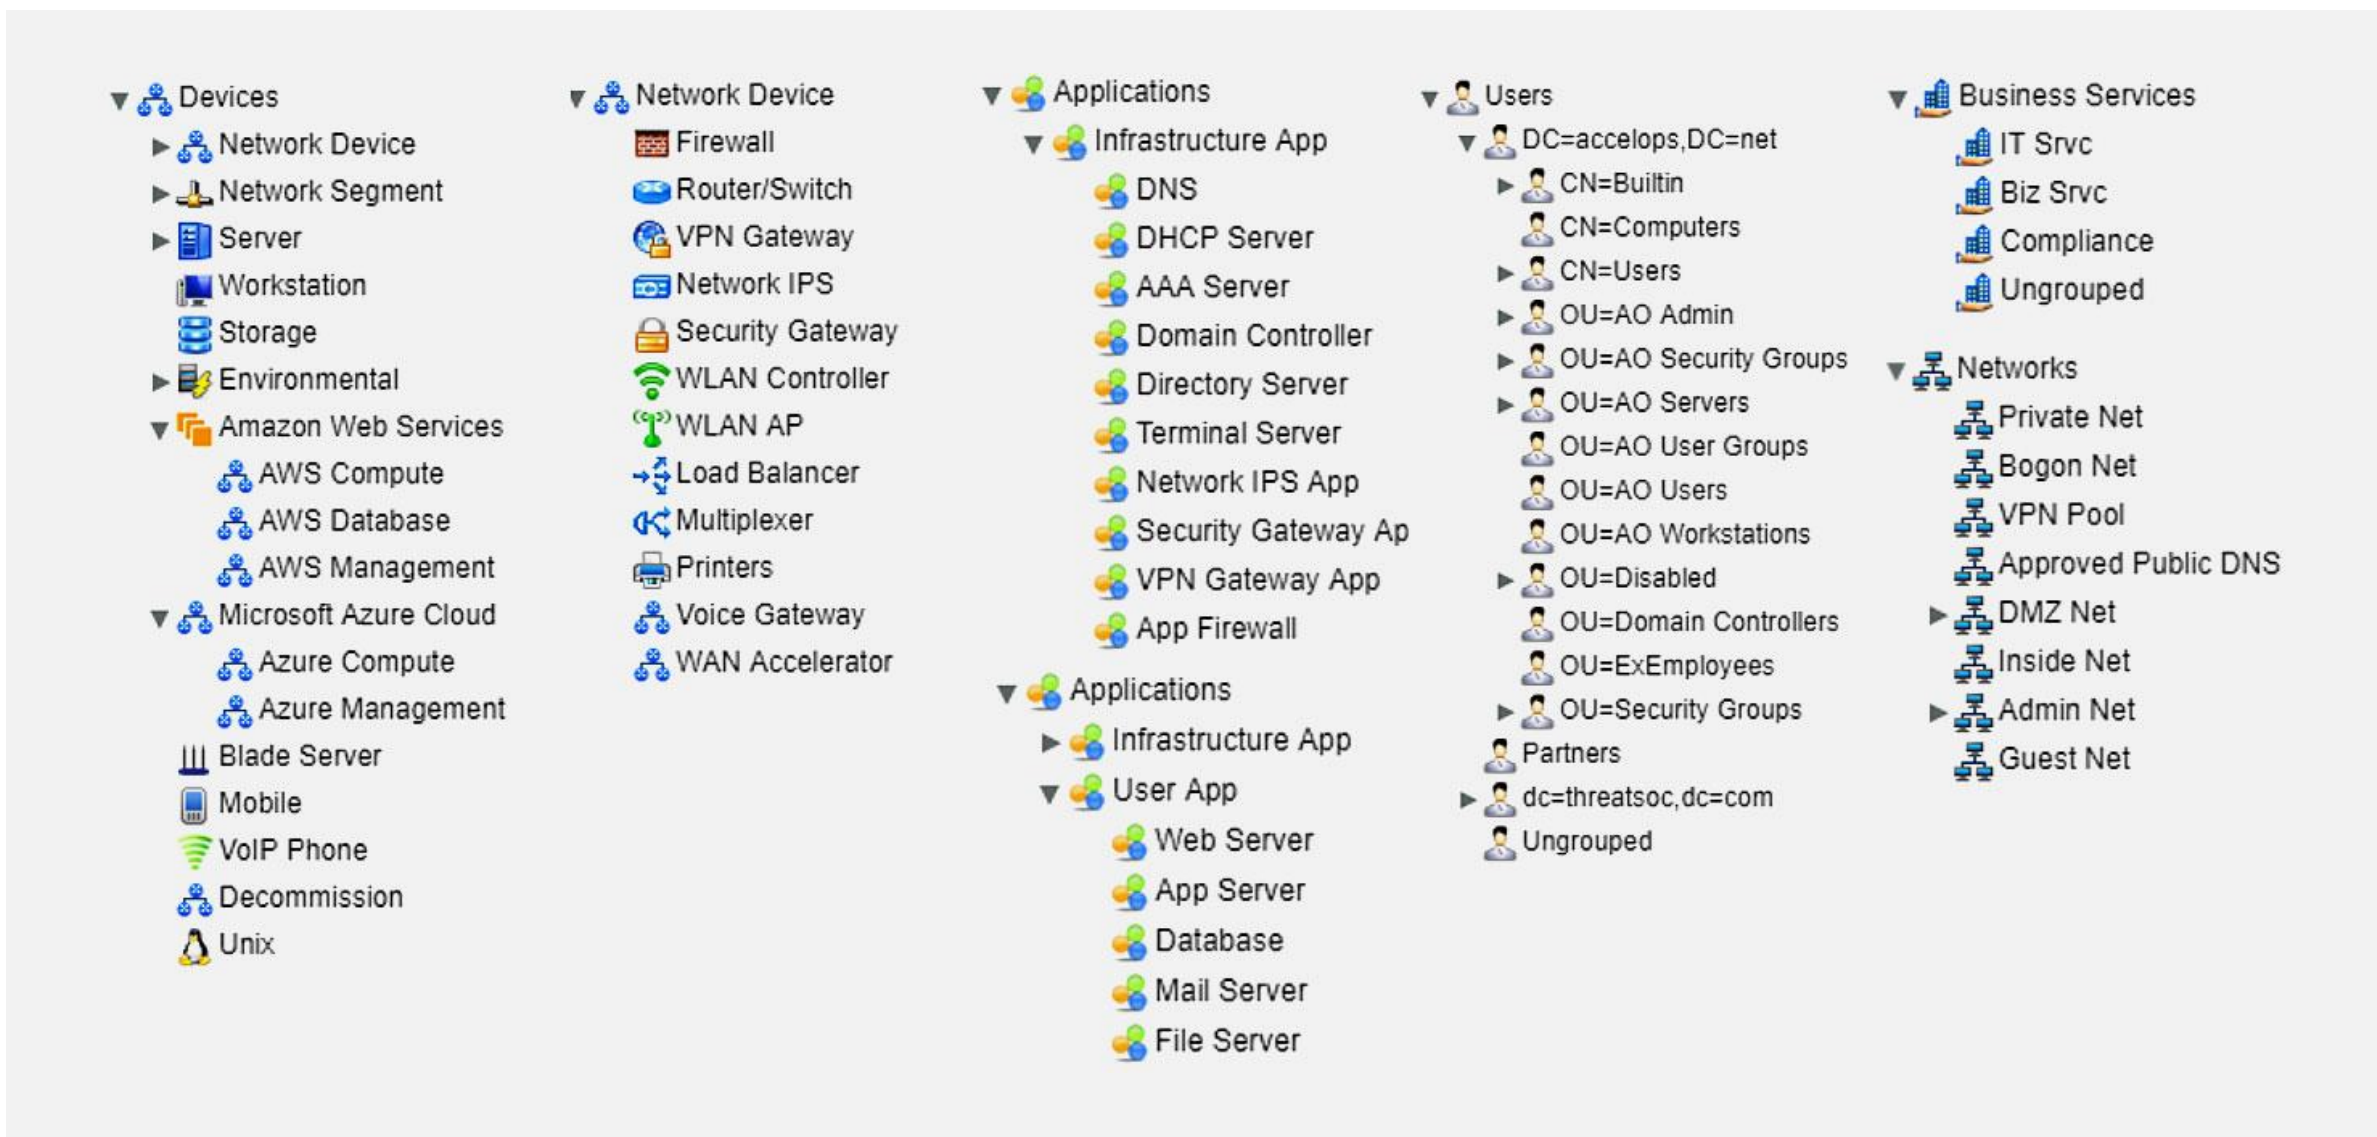 Devices
Network Device
Network Segment
Server
Workstation
Storage
Environmental
Amazon Web Services
AWS Compute
AWS Database
AWS Management
Microsoft Azure Cloud
Azure Compute
Azure Management
Blade Server
Mobile
VoIP Phone
Decommission
Unix
Network Device
Firewall
Router/Switch
VPN Gateway
Network IPS
Security Gateway
WLAN Controller
WLAN AP
Load Balancer
Multiplexer
Printers
Voice Gateway
WAN Accelerator
Applications
Infrastructure App
DNS
DHCP Server
AAA Server
Domain Controller
Directory Server
Terminal Server
Network IPS App
Security Gateway Ap
VPN Gateway App
App Firewall
Applications
Infrastructure App
User App
Web Server
App Server
Database
Mail Server
File Server
Users
DC=accelops,DC=net
CN=Builtin
CN=Computers
CN=Users
OU=AO Admin
OU=AO Security Groups
OU=AO Servers
OU=AO User Groups
OU=AO Users
OU=AO Workstations
OU=Disabled
OU=Domain Controllers
OU=ExEmployees
OU=Security Groups
Partners
dc=threatsoc,dc=com
Ungrouped
Business Services
IT Srvc
Biz Srvc
Compliance
Ungrouped
Networks
Private Net
Bogon Net
VPN Pool
Approved Public DNS
DMZ Net
Inside Net
Admin Net
Guest Net